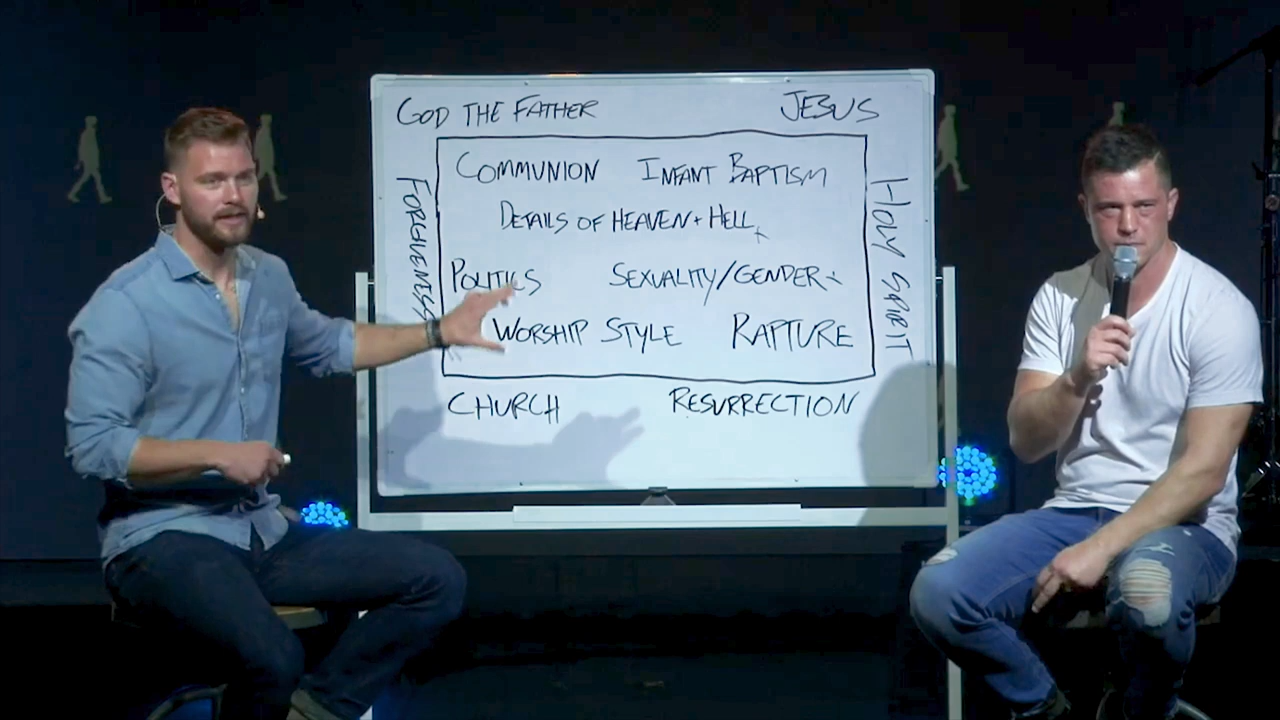 GOD THE FATHER JESUS
COMMUNION INFANT BAPTISM
DETAILS OF HEAVEN + HELL
FORGIVENESS
HOLY SPIRIT
POLITICS SEXUALITY/GENDER
WORSHIP STYLE RAPTURE
CHURCH RESURRECTION